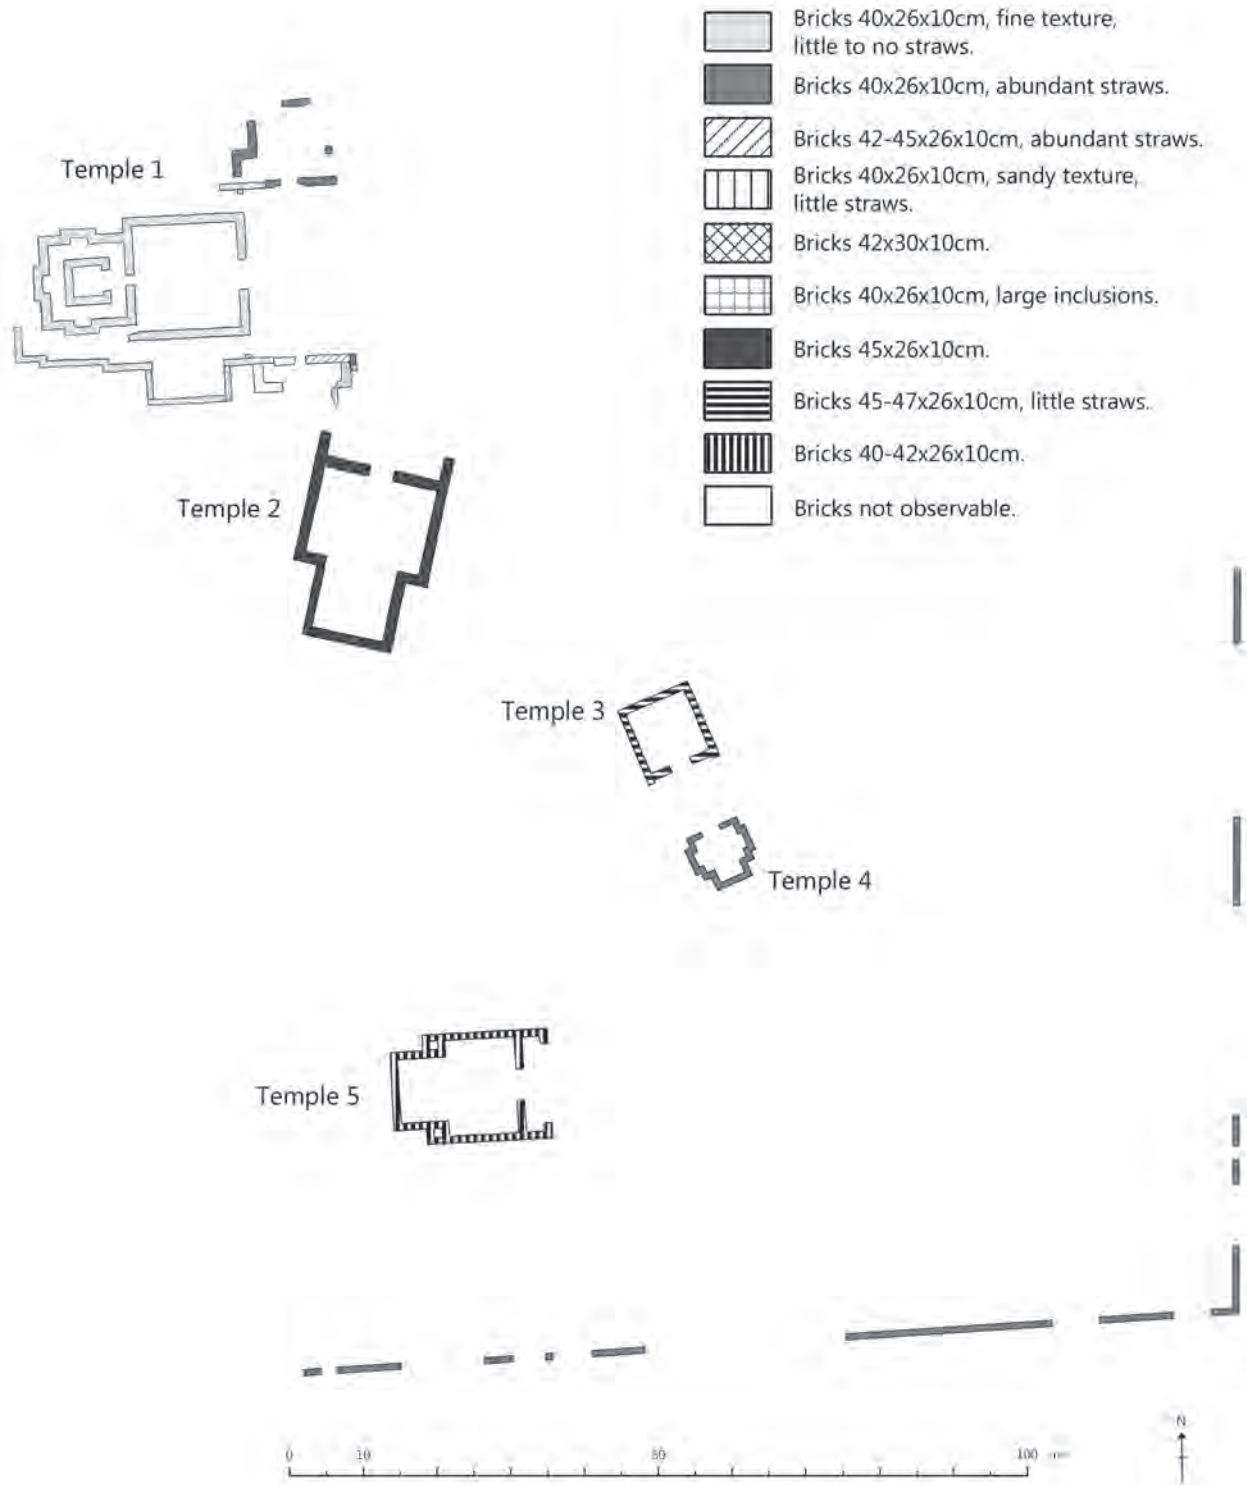 Bricks 40x26x10cm, fine texture,
little to no straws.
Bricks 40x26x10cm, abundant straws.
Bricks 42-45x26x10cm, abundant straws.
Bricks 40x26x10cm, sandy texture,
little straws.
Bricks 42x30x10cm.
Bricks 40x26x10cm, large inclusions.
Bricks 45x26x10cm.
Bricks 45-47x26x10cm, little straws.
Bricks 40-42x26x10cm.
Bricks not observable.
Temple 1
Temple 2
Temple 3
Temple 4
Temple 5
0 10 50 100
N